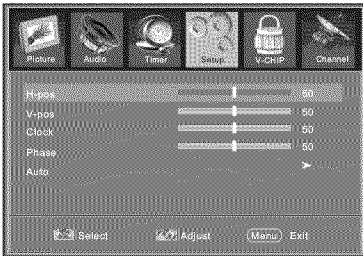 Picture Audio Timer Setup V-CHIP Channel
H-pos 50
V-pos 50
Clock 50
Phase 50
Auto
Select Adjust Menu Exit